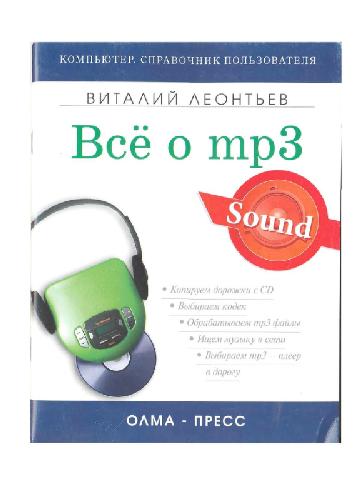 КОМПЬЮТЕР. СПРАВОЧНИК ПОЛЬЗОВАТЕЛЯ
ВИТАЛИЙ ЛЕОНТЬЕВ
Всё о mp3
Sound
• Копируем дорожки с CD
• Выбираем кодек
• Обрабатываем mp3 файлы
• Ищем музыку в сети
• Выбираем mp3 — плеер
в дорогу
ОЛМА - ПРЕСС